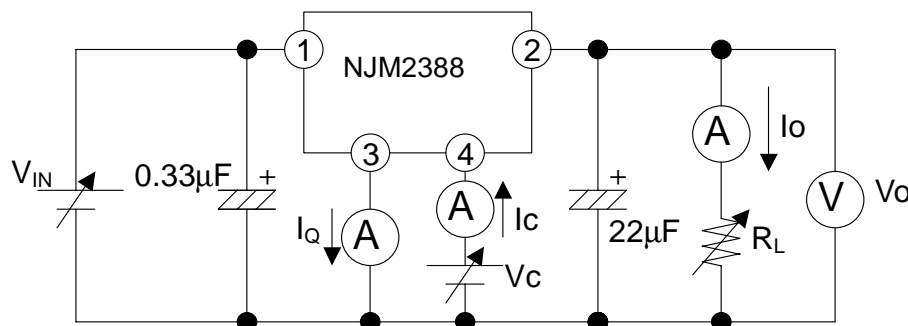 1
NJM2388
2
3
4
A
Io
V_IN
0.33µF
+
I_Q
A
A
Ic
Vc
+
22µF
R_L
V
Vo